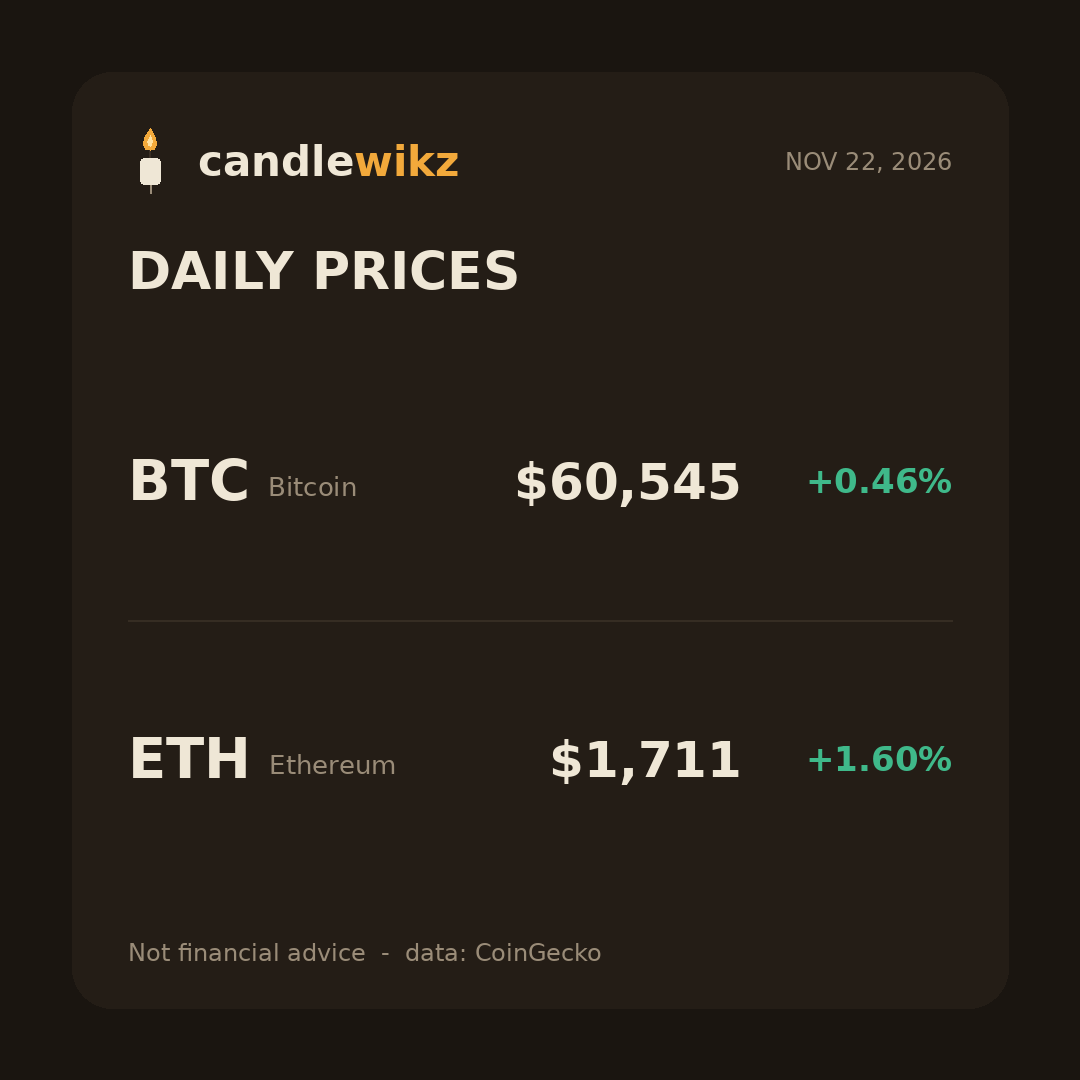 candlewikz NOV 22, 2026
DAILY PRICES
BTC Bitcoin $60,545 +0.46%
ETH Ethereum $1,711 +1.60%
Not financial advice - data: CoinGecko